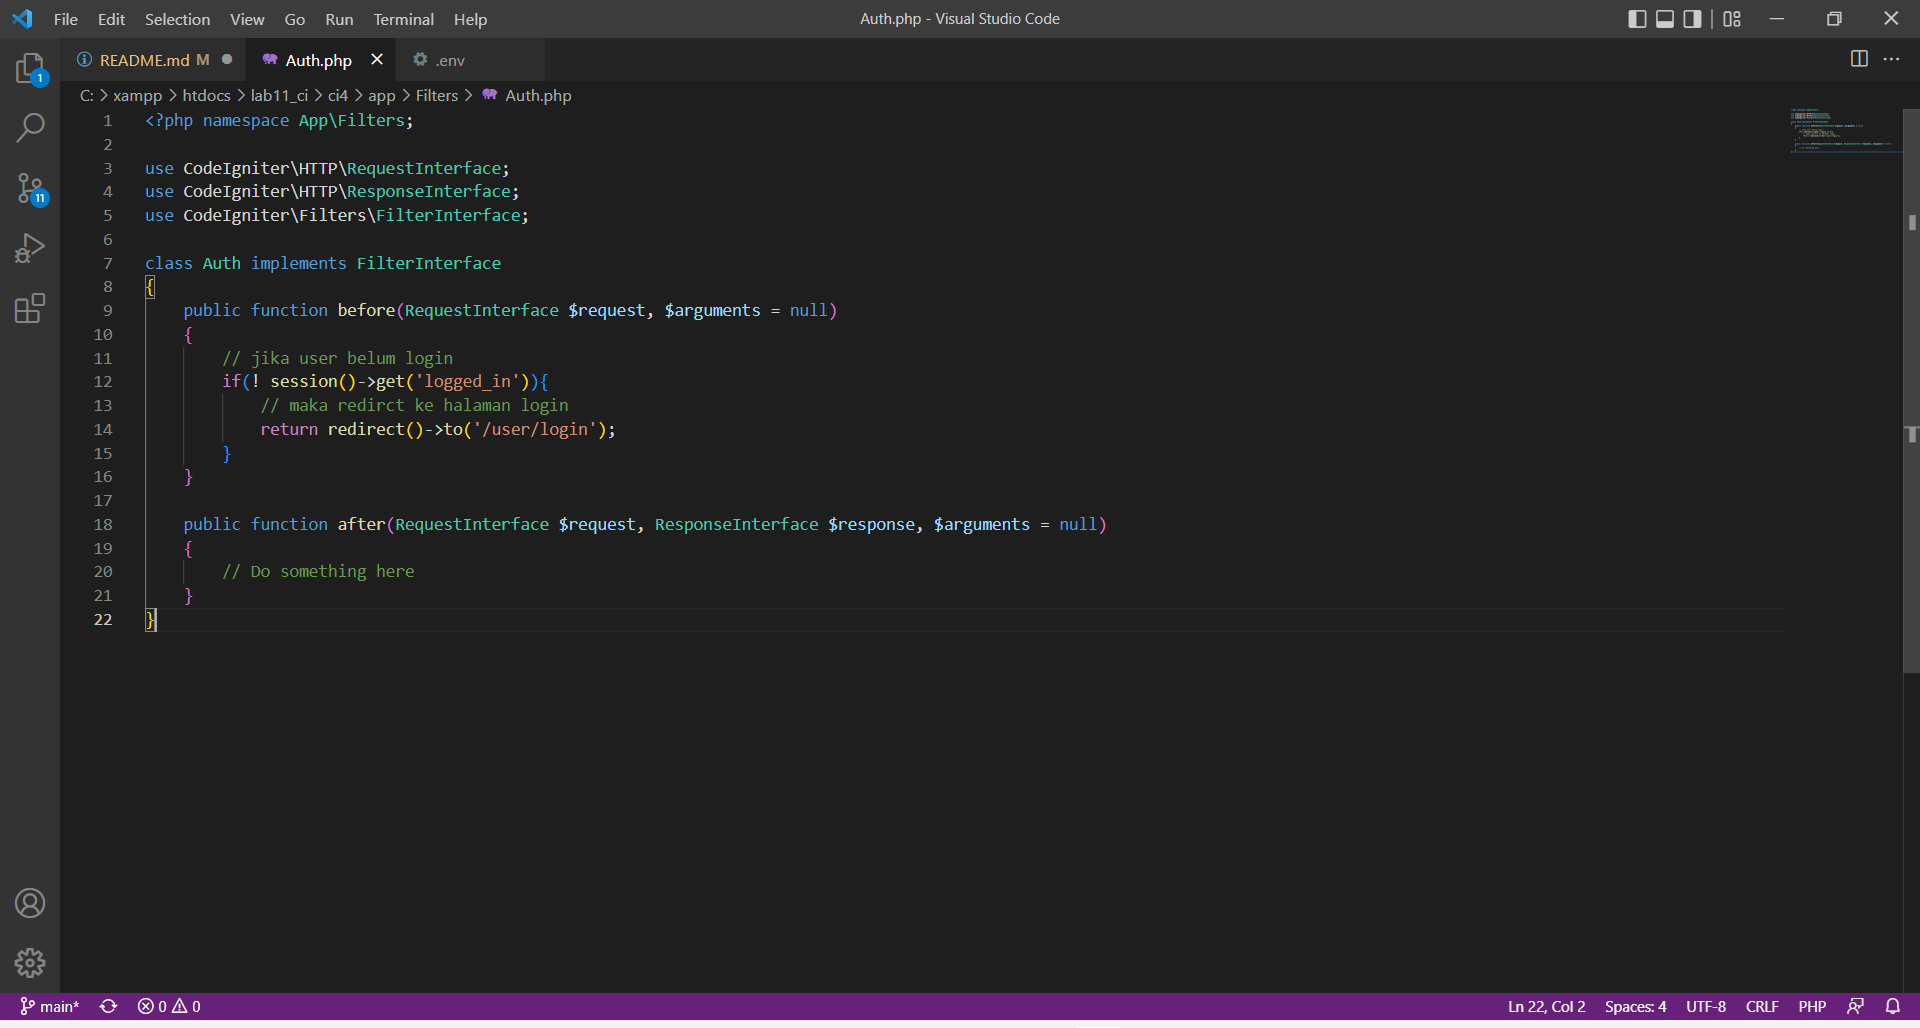 File Edit Selection View Go Run Terminal Help Auth.php - Visual Studio Code
README.md M Auth.php .env
C: > xampp > htdocs > lab11_ci > ci4 > app > Filters > Auth.php
1
1 <?php namespace App\Filters;
2
3 use CodeIgniter\HTTP\RequestInterface;
4 use CodeIgniter\HTTP\ResponseInterface;
11
5 use CodeIgniter\Filters\FilterInterface;
6
7 class Auth implements FilterInterface
8 {
9 public function before(RequestInterface $request, $arguments = null)
10 {
11 // jika user belum login
12 if(! session()->get('logged_in')){
13 // maka redirct ke halaman login
14 return redirect()->to('/user/login');
15 }
16 }
17
18 public function after(RequestInterface $request, ResponseInterface $response, $arguments = null)
19 {
20 // Do something here
21 }
22 }
main* 0 0 Ln 22, Col 2 Spaces: 4 UTF-8 CRLF PHP